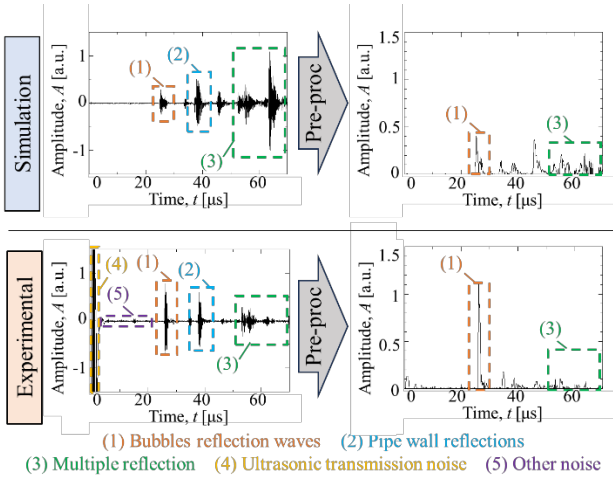 Simulation
Amplitude, A [a.u.]
1
0
-1
(1)
(2)
(3)
0 20 40 60
Time, t [μs]
Pre-proc
Amplitude, A [a.u.]
1.5
1
0.5
0
(1)
(3)
0 20 40 60
Time, t [μs]
Experimental
Amplitude, A [a.u.]
1
0
-1
(4)
(5)
(1)
(2)
(3)
0 20 40 60
Time, t [μs]
Pre-proc
Amplitude, A [a.u.]
1.5
1
0.5
0
(1)
(3)
0 20 40 60
Time, t [μs]
(1) Bubbles reflection waves (2) Pipe wall reflections
(3) Multiple reflection (4) Ultrasonic transmission noise (5) Other noise